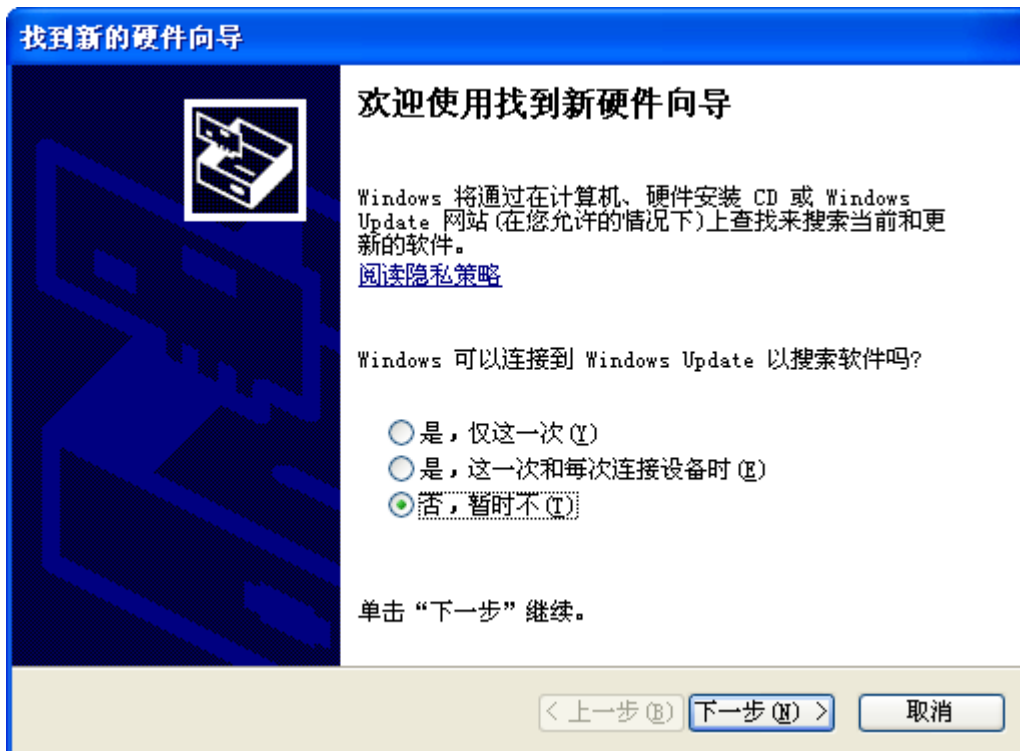 找到新的硬件向导
欢迎使用找到新硬件向导
Windows 将通过在计算机、硬件安装 CD 或 Windows
Update 网站(在您允许的情况下)上查找来搜索当前和更
新的软件。
阅读隐私策略
Windows 可以连接到 Windows Update 以搜索软件吗?
是，仅这一次(Y)
是，这一次和每次连接设备时(E)
否，暂时不(T)
单击“下一步”继续。
< 上一步(B) 下一步(N) > 取消